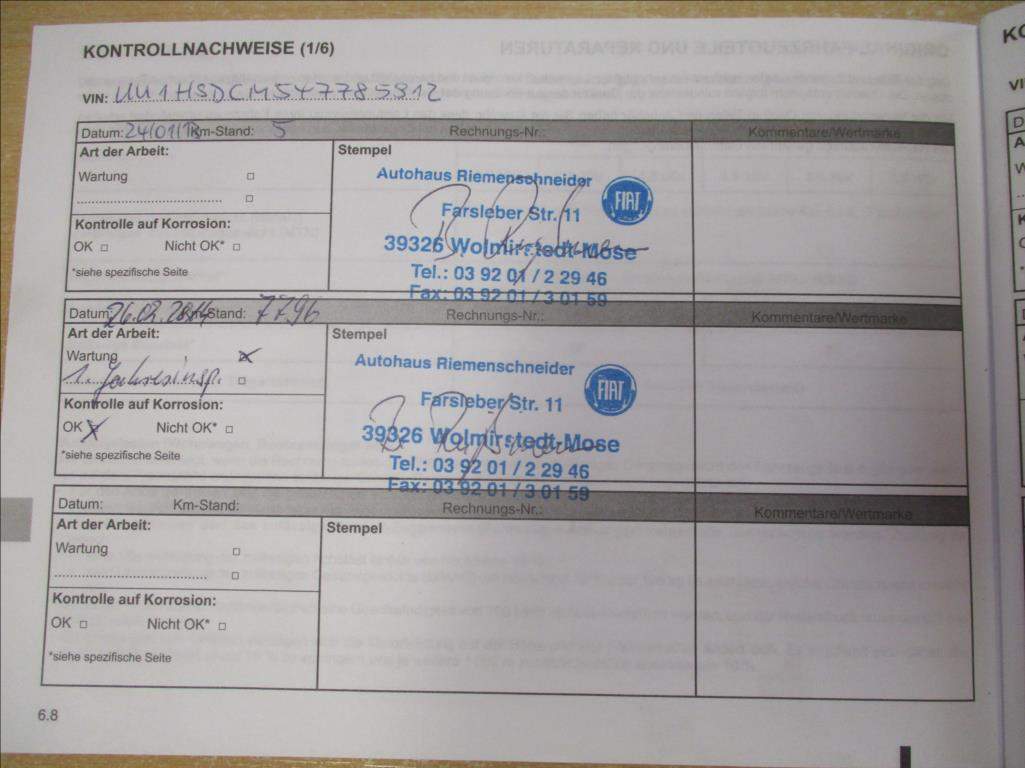 KONTROLLNACHWEISE (1/6)
VIN: UU1HSDCM547785912
Datum: 24/01/13 Km-Stand: 5 Rechnungs-Nr.: Kommentare/Wertmarke
Art der Arbeit:
Wartung
Kontrolle auf Korrosion:
OK Nicht OK*
*siehe spezifische Seite
Stempel
Autohaus Riemenschneider
FIAT
Farsleber Str. 11
39326 Wolmirstedt-Mose
Tel.: 03 92 01 / 2 29 46
Fax: 03 92 01 / 3 01 59
Datum: 26.02.2014 Km-Stand: 7796 Rechnungs-Nr.: Kommentare/Wertmarke
Art der Arbeit:
Wartung
1. Jahresinsp.
Kontrolle auf Korrosion:
OK Nicht OK*
*siehe spezifische Seite
Stempel
Autohaus Riemenschneider
FIAT
Farsleber Str. 11
39326 Wolmirstedt-Mose
Tel.: 03 92 01 / 2 29 46
Fax: 03 92 01 / 3 01 59
Datum: Km-Stand: Rechnungs-Nr.: Kommentare/Wertmarke
Art der Arbeit:
Wartung
Kontrolle auf Korrosion:
OK Nicht OK*
*siehe spezifische Seite
Stempel
6.8